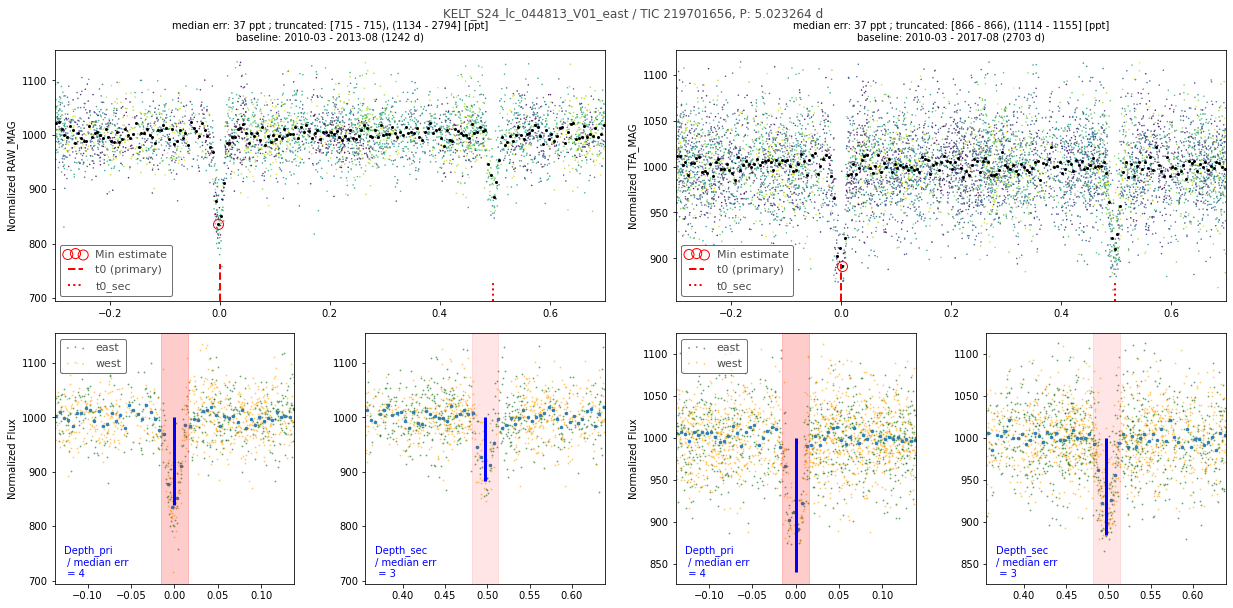 KELT_S24_lc_044813_V01_east / TIC 219701656, P: 5.023264 d
median err: 37 ppt ; truncated: [715 - 715), (1134 - 2794] [ppt]
baseline: 2010-03 - 2013-08 (1242 d)
median err: 37 ppt ; truncated: [866 - 866), (1114 - 1155] [ppt]
baseline: 2010-03 - 2017-08 (2703 d)
Normalized RAW_MAG
1100
1000
900
800
700
Min estimate
t0 (primary)
t0_sec
−0.2
0.0
0.2
0.4
0.6
Normalized TFA_MAG
1100
1050
1000
950
900
Min estimate
t0 (primary)
t0_sec
−0.2
0.0
0.2
0.4
0.6
Normalized Flux
1100
1000
900
800
700
east
west
Depth_pri
/ median err
= 4
−0.10
−0.05
0.00
0.05
0.10
1100
1000
900
800
700
Depth_sec
/ median err
= 3
0.40
0.45
0.50
0.55
0.60
Normalized Flux
1100
1050
1000
950
900
850
east
west
Depth_pri
/ median err
= 4
−0.10
−0.05
0.00
0.05
0.10
1100
1050
1000
950
900
850
Depth_sec
/ median err
= 3
0.40
0.45
0.50
0.55
0.60